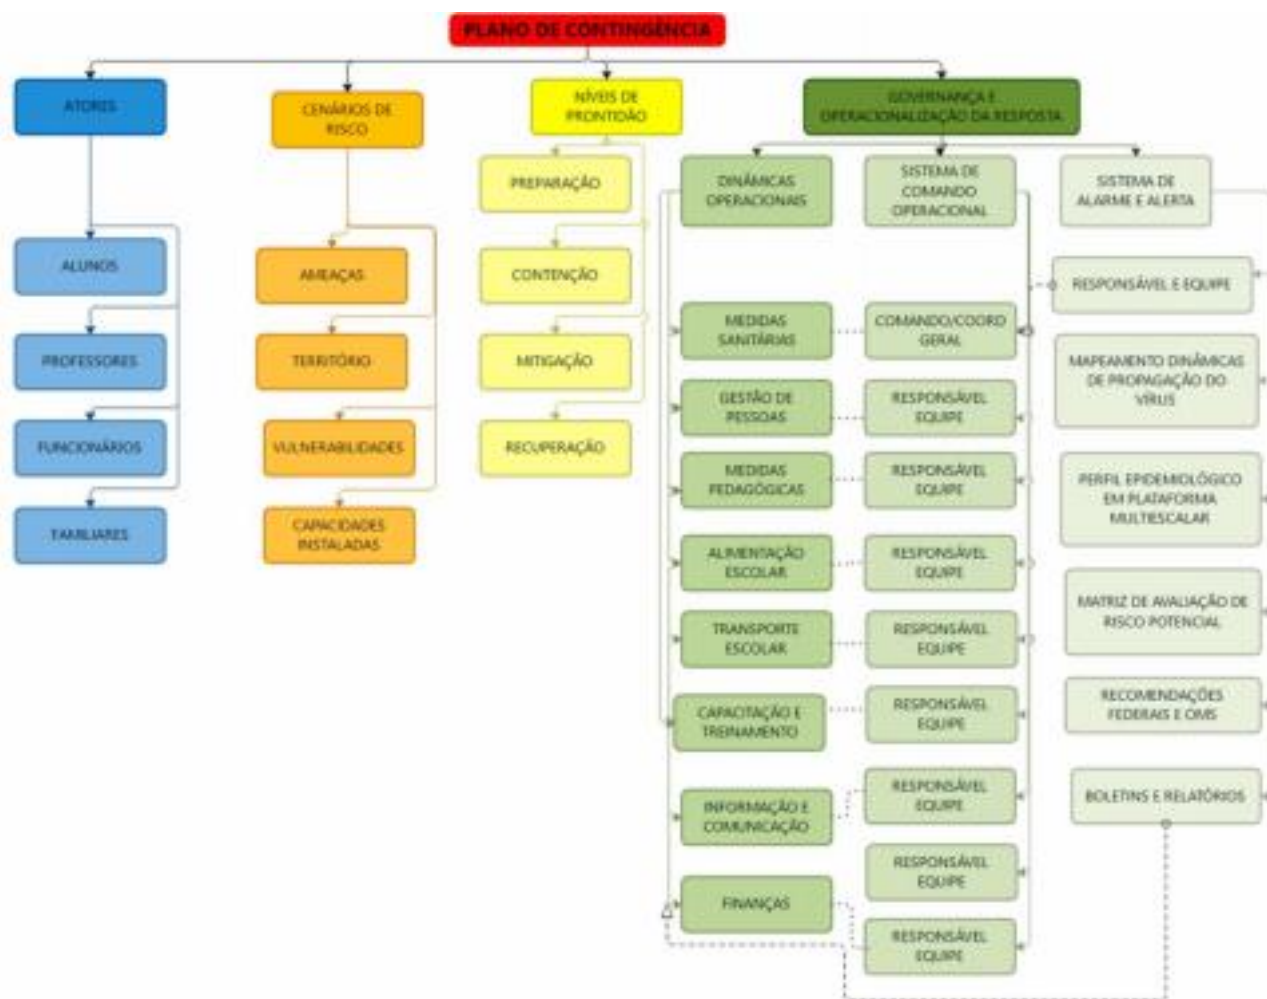 PLANO DE CONTINGÊNCIA
ATORES
CENÁRIOS DE
RISCO
NÍVEIS DE
PRONTIDÃO
GOVERNANÇA E
OPERACIONALIZAÇÃO DA RESPOSTA
ALUNOS
PROFESSORES
FUNCIONÁRIOS
FAMILIARES
AMEAÇAS
TERRITÓRIO
VULNERABILIDADES
CAPACIDADES
INSTALADAS
PREPARAÇÃO
CONTENÇÃO
MITIGAÇÃO
RECUPERAÇÃO
DINÂMICAS
OPERACIONAIS
MEDIDAS
SANITÁRIAS
GESTÃO DE
PESSOAS
MEDIDAS
PEDAGÓGICAS
ALIMENTAÇÃO
ESCOLAR
TRANSPORTE
ESCOLAR
CAPACITAÇÃO E
TREINAMENTO
INFORMAÇÃO E
COMUNICAÇÃO
FINANÇAS
SISTEMA DE
COMANDO
OPERACIONAL
COMANDO/COORD
GERAL
RESPONSÁVEL
EQUIPE
RESPONSÁVEL
EQUIPE
RESPONSÁVEL
EQUIPE
RESPONSÁVEL
EQUIPE
RESPONSÁVEL
EQUIPE
RESPONSÁVEL
EQUIPE
RESPONSÁVEL
EQUIPE
RESPONSÁVEL
EQUIPE
SISTEMA DE
ALARME E ALERTA
RESPONSÁVEL E EQUIPE
MAPEAMENTO DINÂMICAS
DE PROPAGAÇÃO DO
VÍRUS
PERFIL EPIDEMIOLÓGICO
EM PLATAFORMA
MULTIESCALAR
MATRIZ DE AVALIAÇÃO DE
RISCO POTENCIAL
RECOMENDAÇÕES
FEDERAIS E OMS
BOLETINS E RELATÓRIOS